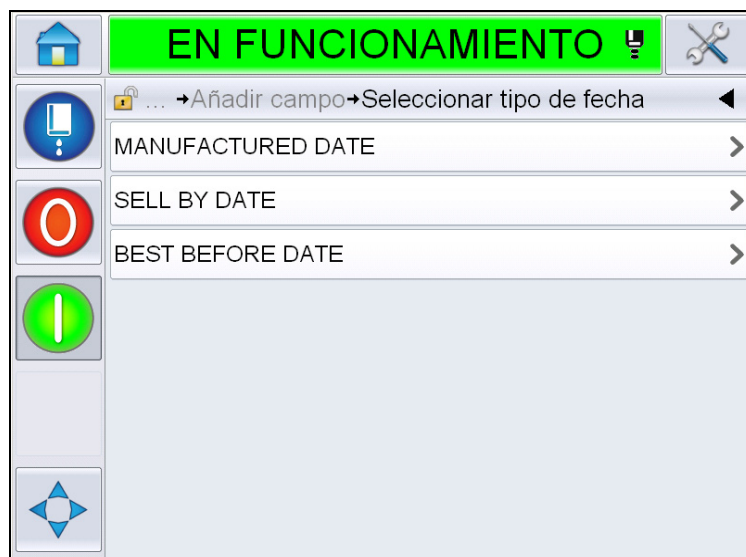 EN FUNCIONAMIENTO
... →Añadir campo→Seleccionar tipo de fecha
MANUFACTURED DATE
SELL BY DATE
BEST BEFORE DATE